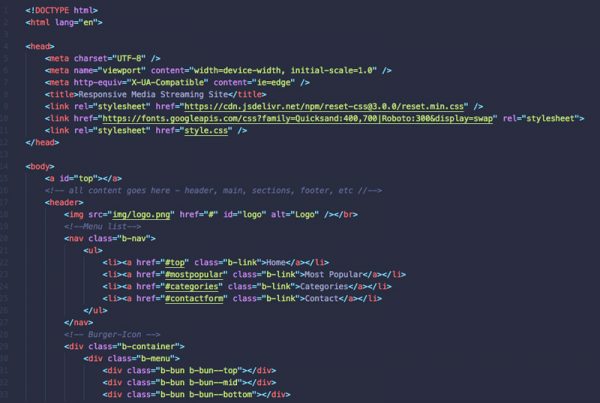 <!DOCTYPE html>
<html lang="en">
<head>
<meta charset="UTF-8" />
<meta name="viewport" content="width=device-width, initial-scale=1.0" />
<meta http-equiv="X-UA-Compatible" content="ie=edge" />
<title>Responsive Media Streaming Site</title>
<link rel="stylesheet" href="https://cdn.jsdelivr.net/npm/reset-css@3.0.0/reset.min.css" />
<link href="https://fonts.googleapis.com/css?family=Quicksand:400,700|Roboto:300&display=swap" rel="stylesheet">
<link rel="stylesheet" href="style.css" />
</head>
<body>
<a id="top"></a>
<!-- all content goes here - header, main, sections, footer, etc //-->
<header>
<img src="img/logo.png" href="#" id="logo" alt="Logo" /></br>
<!--Menu list-->
<nav class="b-nav">
<ul>
<li><a href="#top" class="b-link">Home</a></li>
<li><a href="#mostpopular" class="b-link">Most Popular</a></li>
<li><a href="#categories" class="b-link">Categories</a></li>
<li><a href="#contactform" class="b-link">Contact</a></li>
</ul>
</nav>
<!-- Burger-Icon -->
<div class="b-container">
<div class="b-menu">
<div class="b-bun b-bun--top"></div>
<div class="b-bun b-bun--mid"></div>
<div class="b-bun b-bun--bottom"></div>